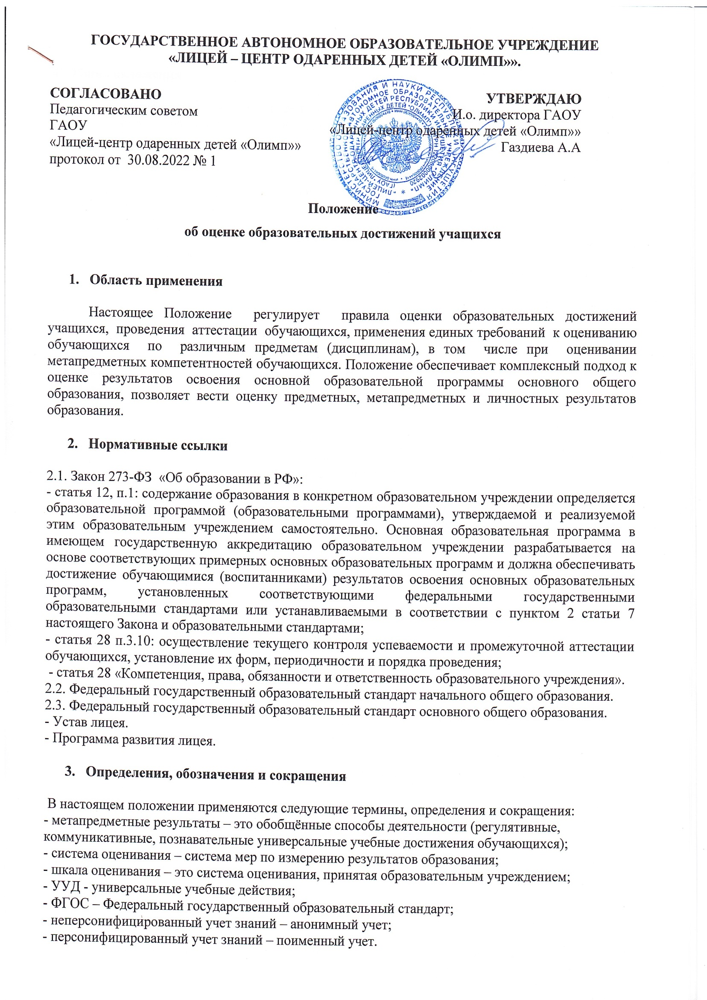 ГОСУДАРСТВЕННОЕ АВТОНОМНОЕ ОБРАЗОВАТЕЛЬНОЕ УЧРЕЖДЕНИЕ
«ЛИЦЕЙ – ЦЕНТР ОДАРЕННЫХ ДЕТЕЙ «ОЛИМП»».
СОГЛАСОВАНО
Педагогическим советом
ГАОУ
«Лицей-центр одаренных детей «Олимп»»
протокол от 30.08.2022 № 1
УТВЕРЖДАЮ
И.о. директора ГАОУ
«Лицей-центр одаренных детей «Олимп»»
Газдиева А.А
Положение
об оценке образовательных достижений учащихся
1. Область применения
Настоящее Положение регулирует правила оценки образовательных достижений
учащихся, проведения аттестации обучающихся, применения единых требований к оцениванию
обучающихся по различным предметам (дисциплинам), в том числе при оценивании
метапредметных компетентностей обучающихся. Положение обеспечивает комплексный подход к
оценке результатов освоения основной образовательной программы основного общего
образования, позволяет вести оценку предметных, метапредметных и личностных результатов
образования.
2. Нормативные ссылки
2.1. Закон 273-ФЗ «Об образовании в РФ»:
- статья 12, п.1: содержание образования в конкретном образовательном учреждении определяется
образовательной программой (образовательными программами), утверждаемой и реализуемой
этим образовательным учреждением самостоятельно. Основная образовательная программа в
имеющем государственную аккредитацию образовательном учреждении разрабатывается на
основе соответствующих примерных основных образовательных программ и должна обеспечивать
достижение обучающимися (воспитанниками) результатов освоения основных образовательных
программ, установленных соответствующими федеральными государственными
образовательными стандартами или устанавливаемыми в соответствии с пунктом 2 статьи 7
настоящего Закона и образовательными стандартами;
- статья 28 п.3.10: осуществление текущего контроля успеваемости и промежуточной аттестации
обучающихся, установление их форм, периодичности и порядка проведения;
- статья 28 «Компетенция, права, обязанности и ответственность образовательного учреждения».
2.2. Федеральный государственный образовательный стандарт начального общего образования.
2.3. Федеральный государственный образовательный стандарт основного общего образования.
- Устав лицея.
- Программа развития лицея.
3. Определения, обозначения и сокращения
В настоящем положении применяются следующие термины, определения и сокращения:
- метапредметные результаты – это обобщённые способы деятельности (регулятивные,
коммуникативные, познавательные универсальные учебные достижения обучающихся);
- система оценивания – система мер по измерению результатов образования;
- шкала оценивания – это система оценивания, принятая образовательным учреждением;
- УУД - универсальные учебные действия;
- ФГОС – Федеральный государственный образовательный стандарт;
- неперсонифицированный учет знаний – анонимный учет;
- персонифицированный учет знаний – поименный учет.